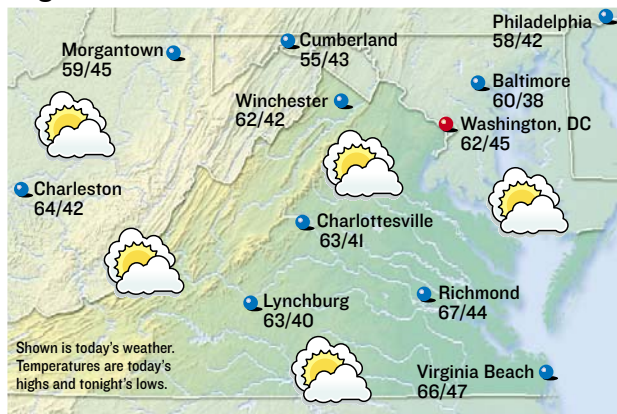 Philadelphia
58/42
Morgantown
59/45
Cumberland
55/43
Baltimore
60/38
Winchester
62/42
Washington, DC
62/45
Charleston
64/42
Charlottesville
63/41
Lynchburg
63/40
Richmond
67/44
Shown is today's weather.
Temperatures are today's
highs and tonight's lows.
Virginia Beach
66/47